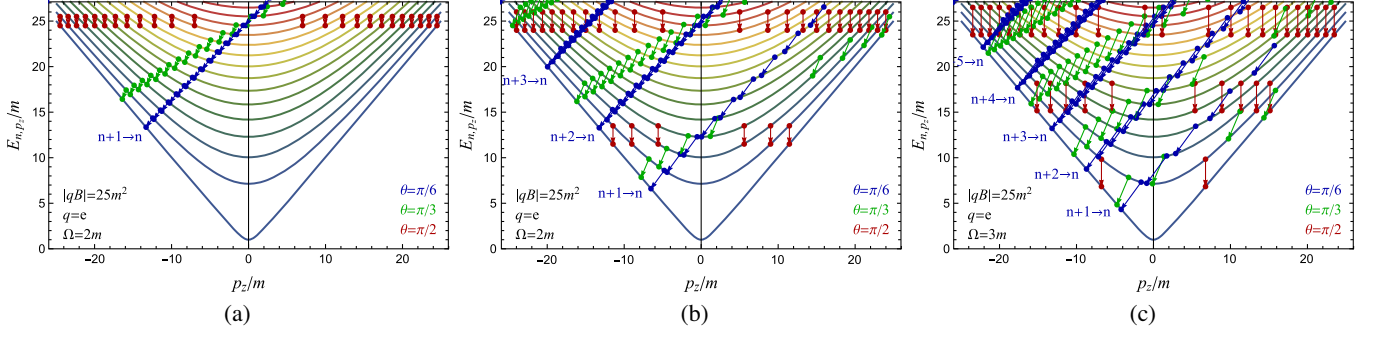 E_{n,p_z}/m
25
20
15
10
5
0
n+1→n
|qB|=25m²
q=e
Ω=2m
θ=π/6
θ=π/3
θ=π/2
−20 −10 0 10 20
p_z/m
(a)
E_{n,p_z}/m
25
20
15
10
5
0
n+3→n
n+2→n
n+1→n
|qB|=25m²
q=e
Ω=2m
θ=π/6
θ=π/3
θ=π/2
−20 −10 0 10 20
p_z/m
(b)
E_{n,p_z}/m
25
20
15
10
5
0
5→n
n+4→n
n+3→n
n+2→n
n+1→n
|qB|=25m²
q=e
Ω=3m
θ=π/6
θ=π/3
θ=π/2
−20 −10 0 10 20
p_z/m
(c)